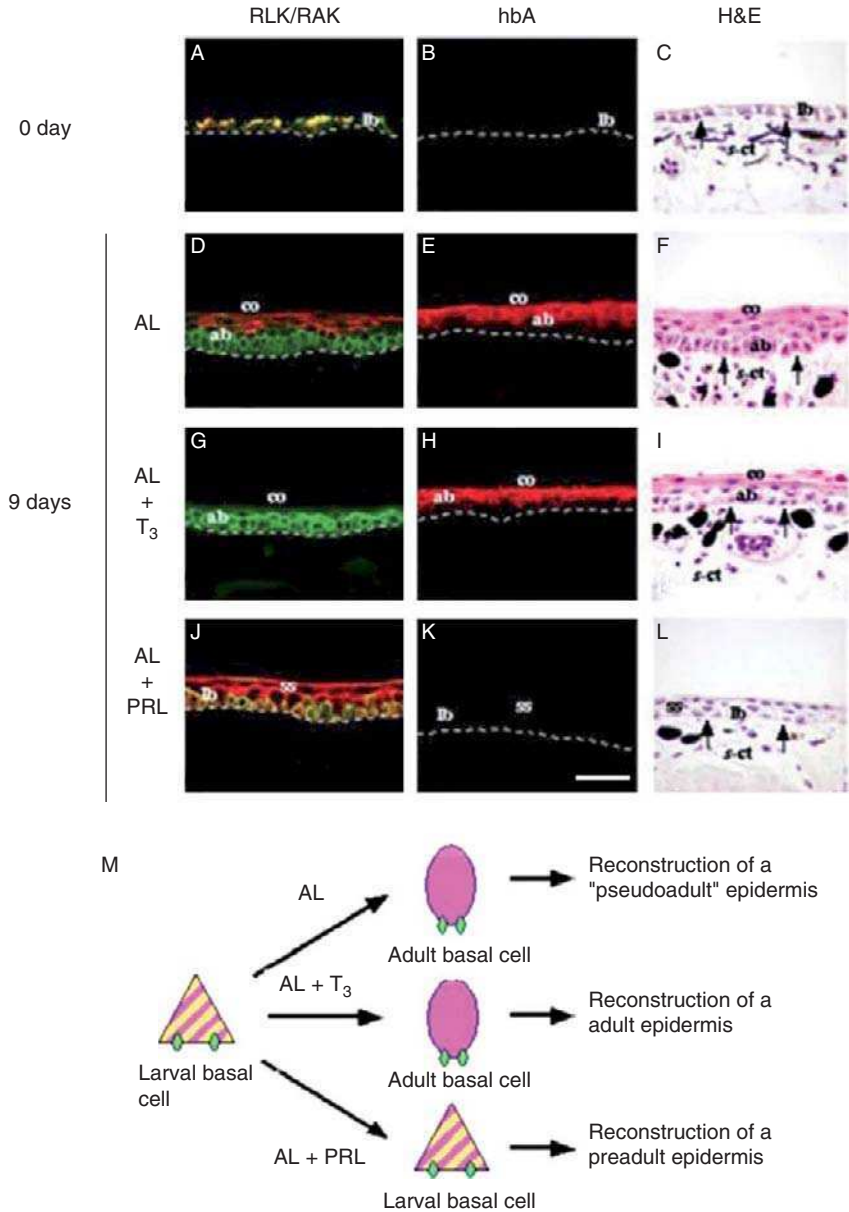 RLK/RAK hbA H&E
0 day
A lb
B lb
C lb s-ct
9 days
AL
D co ab
E co ab
F co ab s-ct
AL + T3
G co ab
H co ab
I co ab s-ct
AL + PRL
J ss lb
K ss lb
L ss lb s-ct
M
AL
Adult basal cell
Reconstruction of a
"pseudoadult" epidermis
Larval basal
cell
AL + T3
Adult basal cell
Reconstruction of a
adult epidermis
AL + PRL
Larval basal cell
Reconstruction of a
preadult epidermis